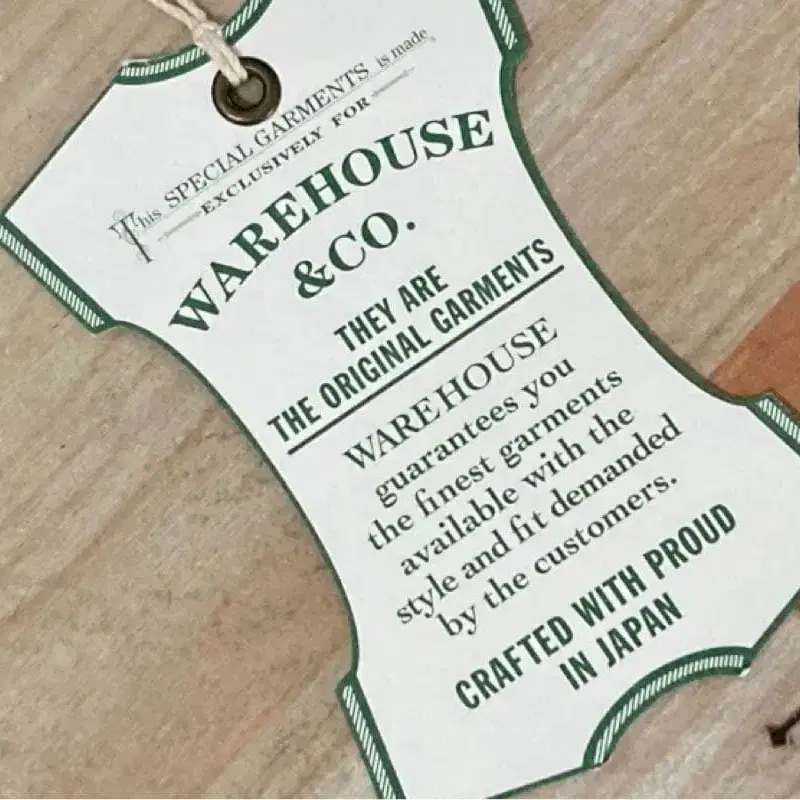 This SPECIAL GARMENTS is made
EXCLUSIVELY FOR
WAREHOUSE
&CO.
THEY ARE
THE ORIGINAL GARMENTS
WAREHOUSE
guarantees you
the finest garments
available with the
style and fit demanded
by the customers.
CRAFTED WITH PROUD
IN JAPAN